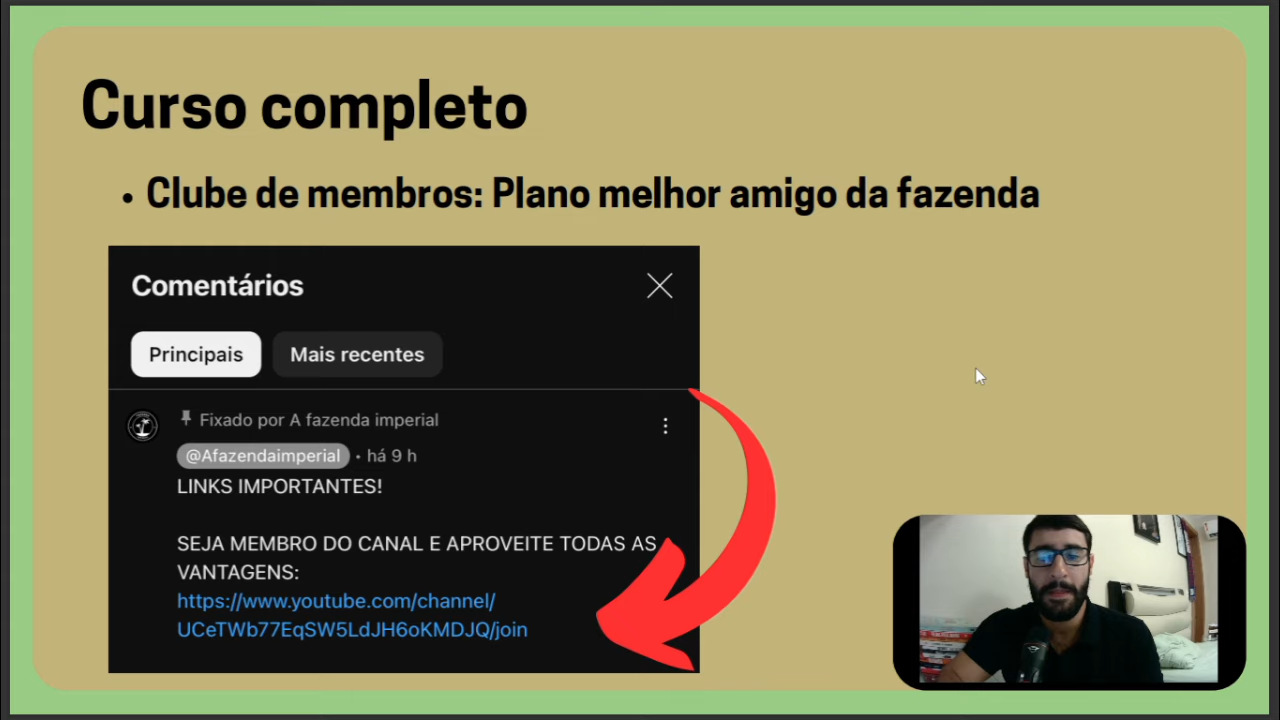 Curso completo
• Clube de membros: Plano melhor amigo da fazenda
Comentários
Principais
Mais recentes
Fixado por A fazenda imperial
@Afazendaimperial • há 9 h
LINKS IMPORTANTES!
SEJA MEMBRO DO CANAL E APROVEITE TODAS AS
VANTAGENS:
https://www.youtube.com/channel/
UCeTWb77EqSW5LdJH6oKMDJQ/join